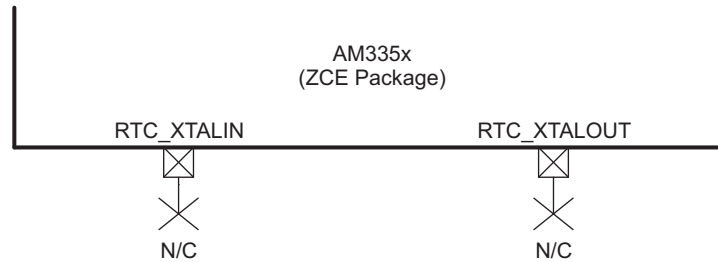 AM335x
(ZCE Package)
RTC_XTALIN
RTC_XTALOUT
N/C
N/C